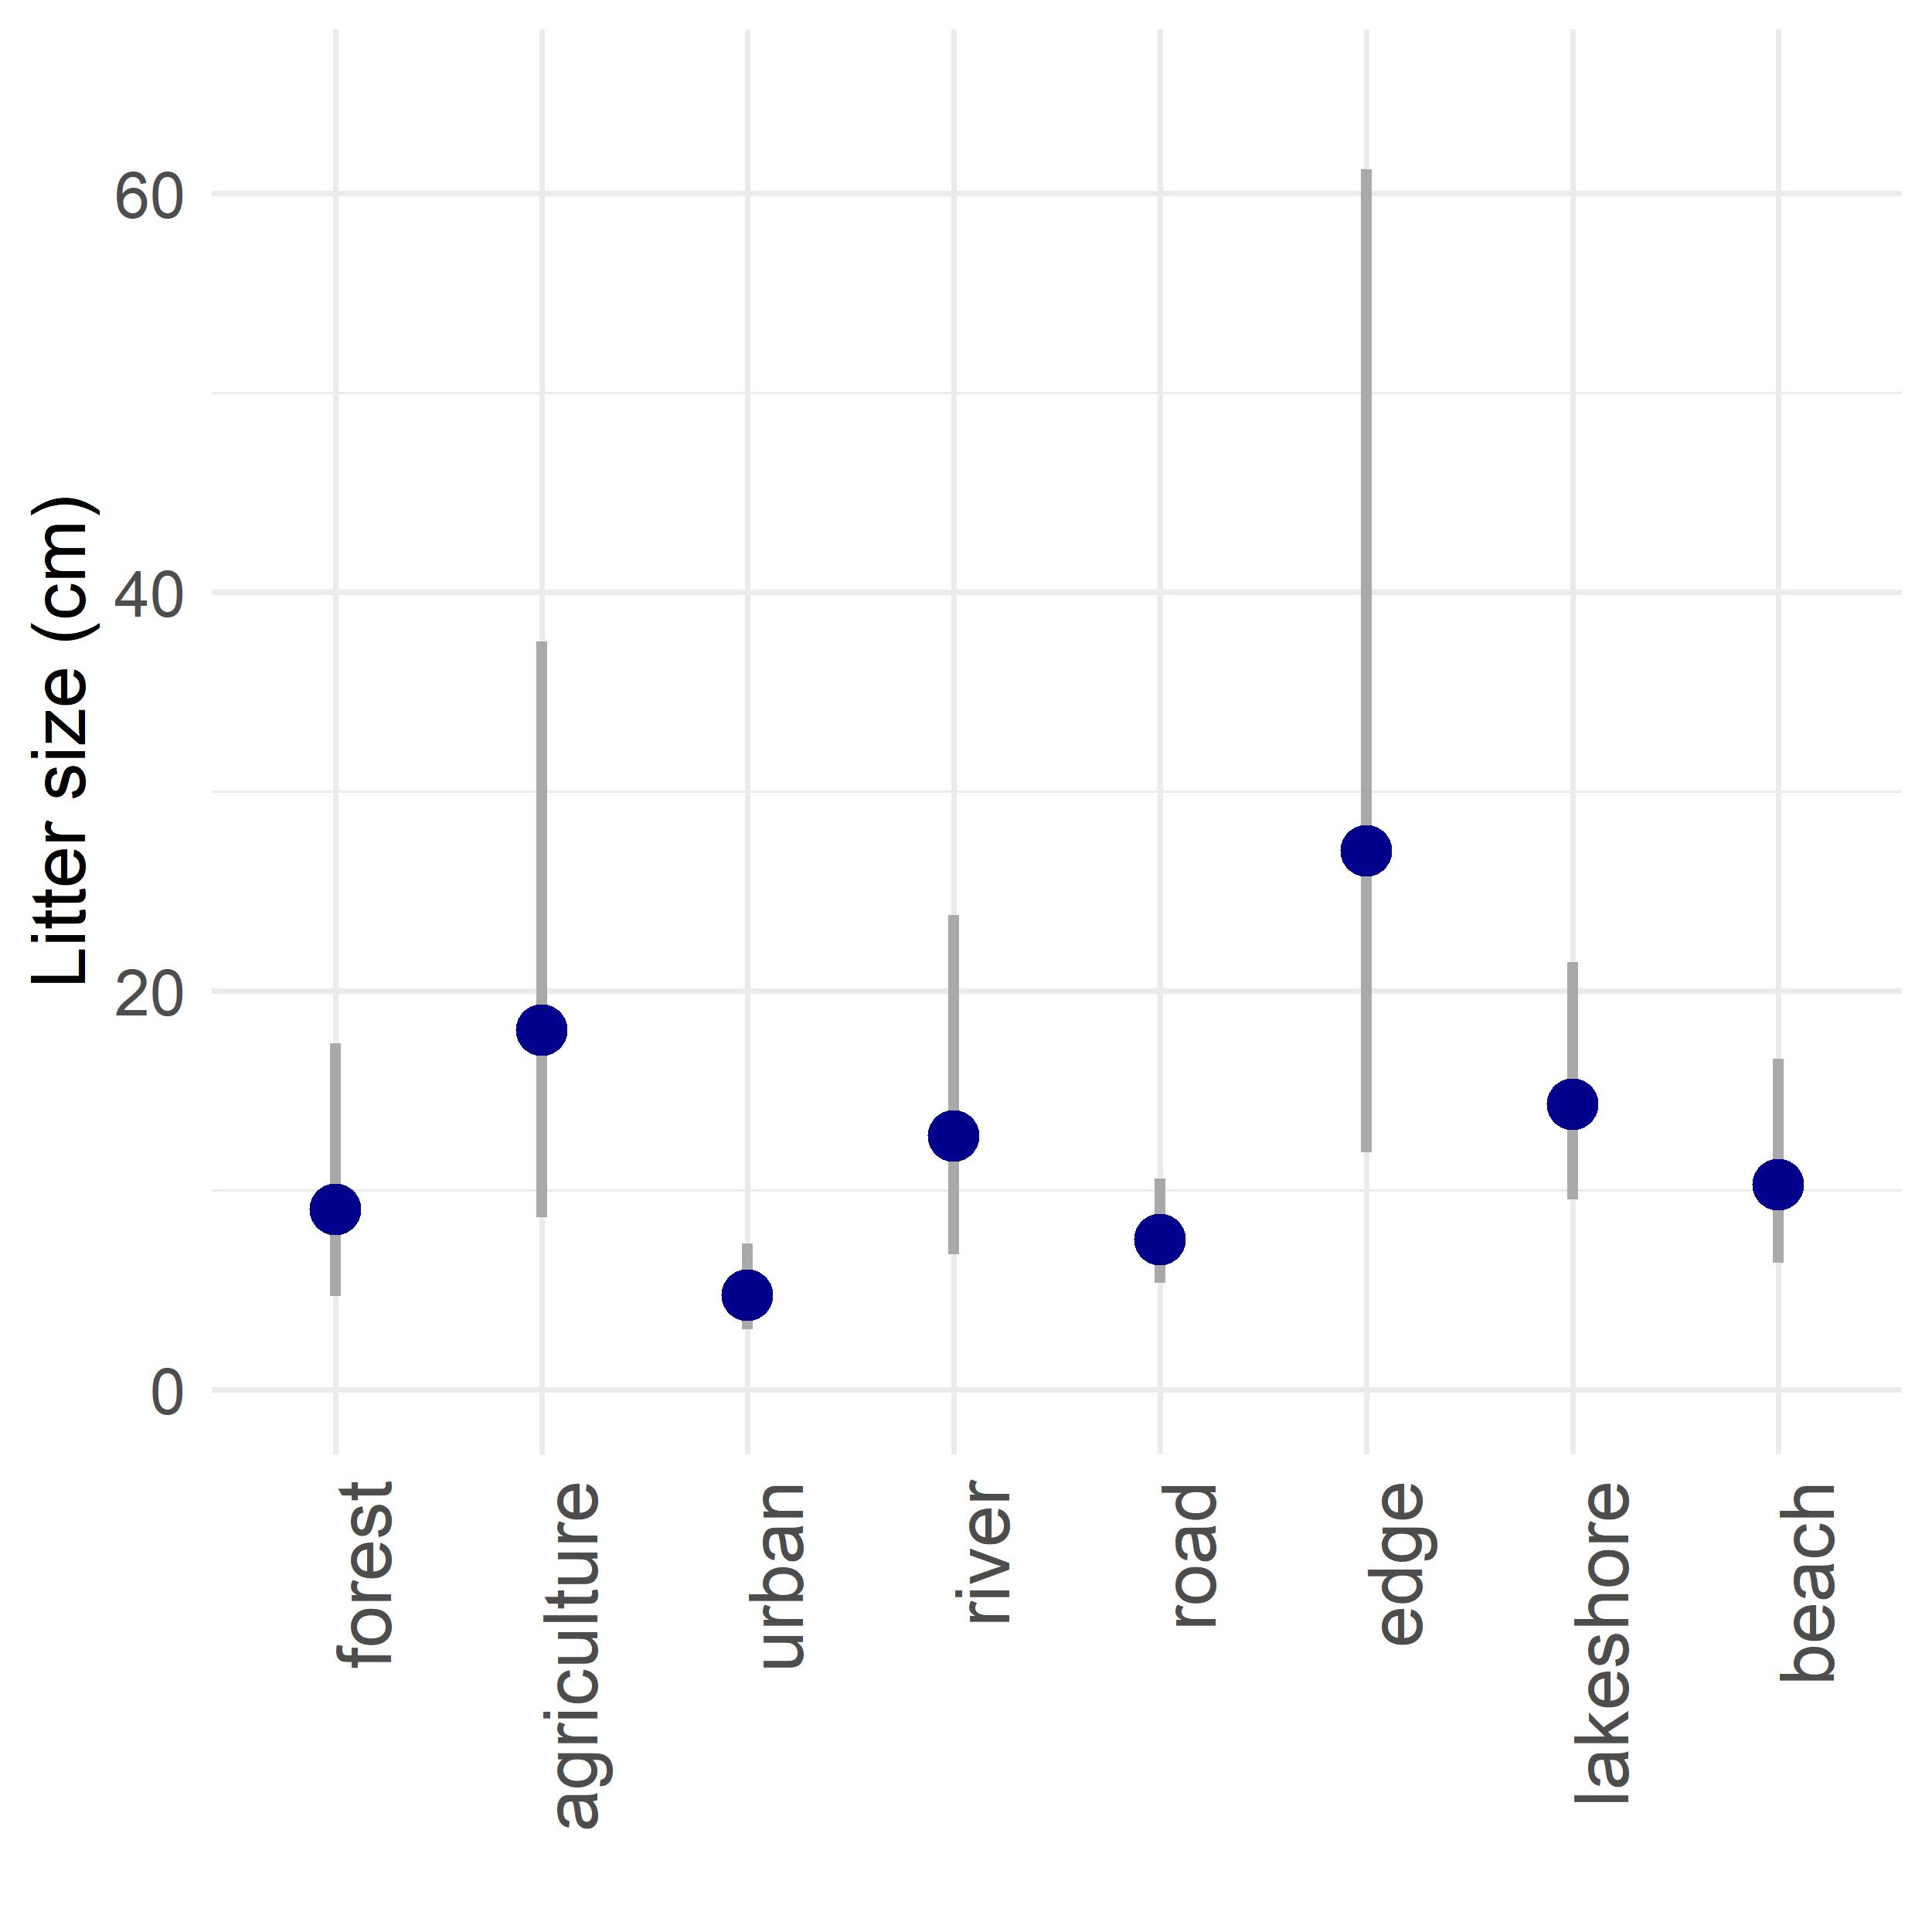 Litter size (cm)
60
40
20
0
forest
agriculture
urban
river
road
edge
lakeshore
beach